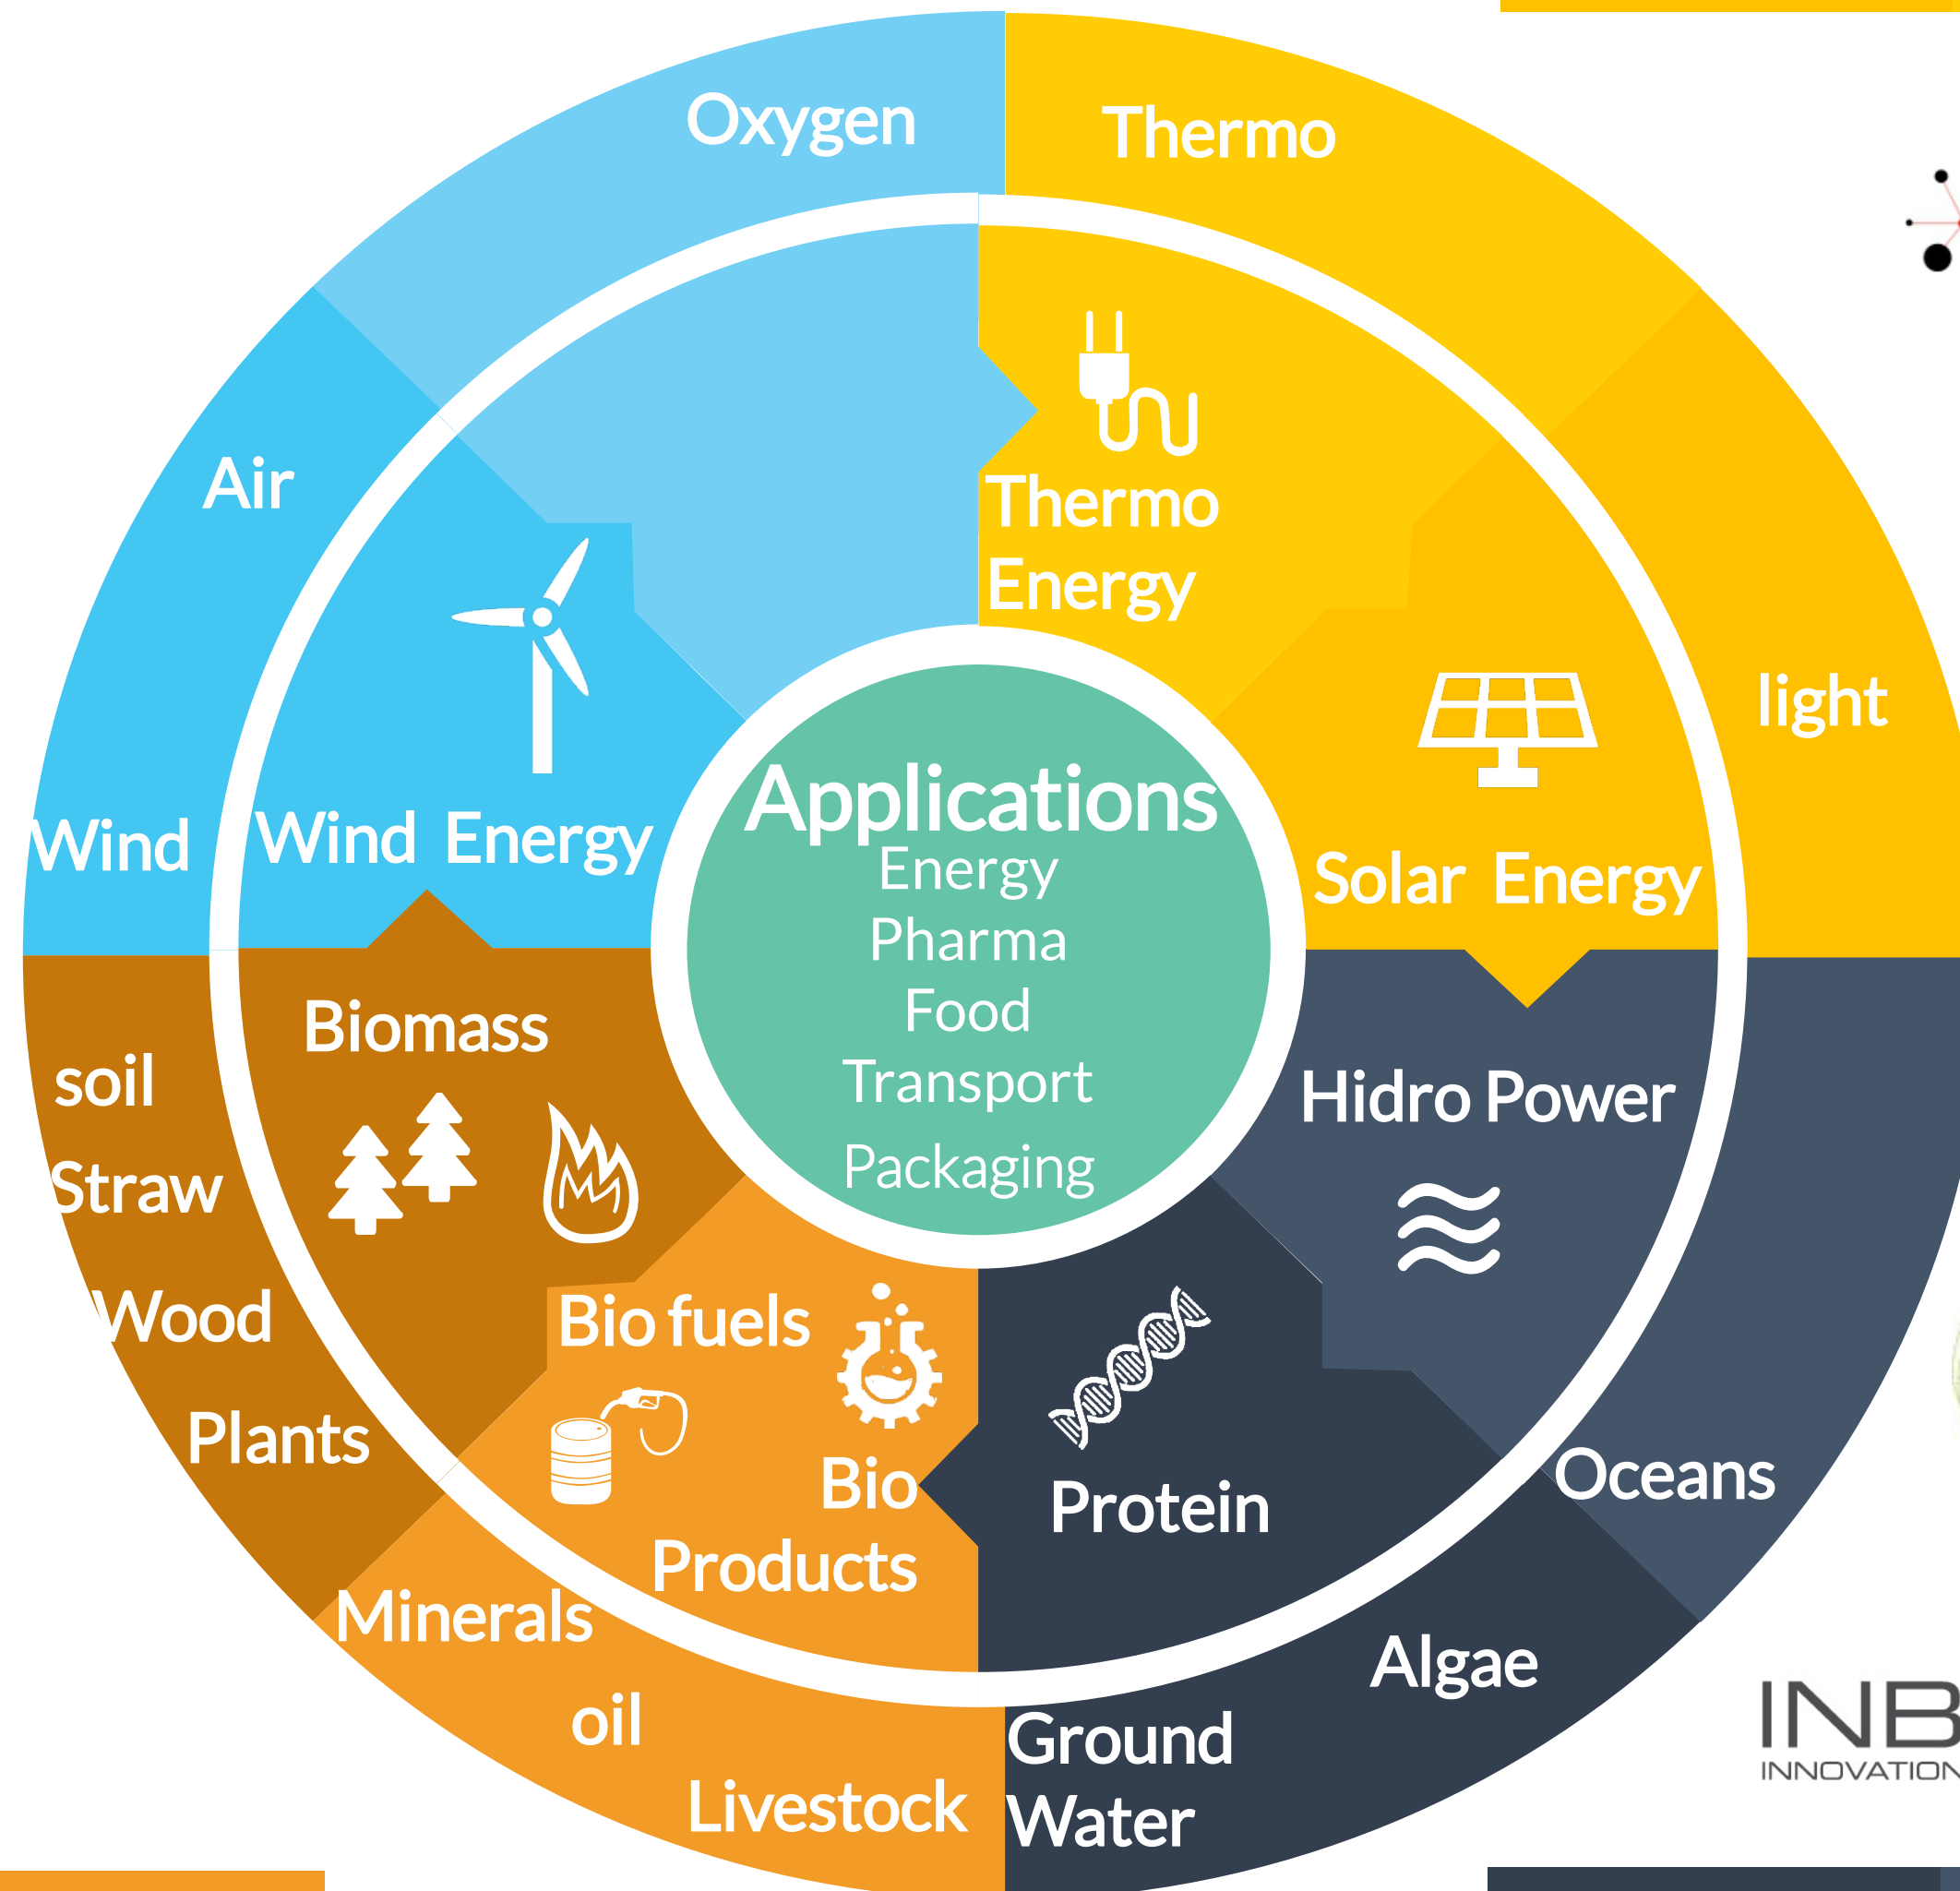 Oxygen
Thermo
Air
Thermo
Energy
light
Wind
Wind Energy
Applications
Energy
Pharma
Food
Transport
Packaging
Solar Energy
Biomass
soil
Straw
Wood
Plants
Hidro Power
Bio fuels
Bio
Products
Protein
Oceans
Minerals
oil
Livestock
Algae
Ground
Water
INB
INNOVATION